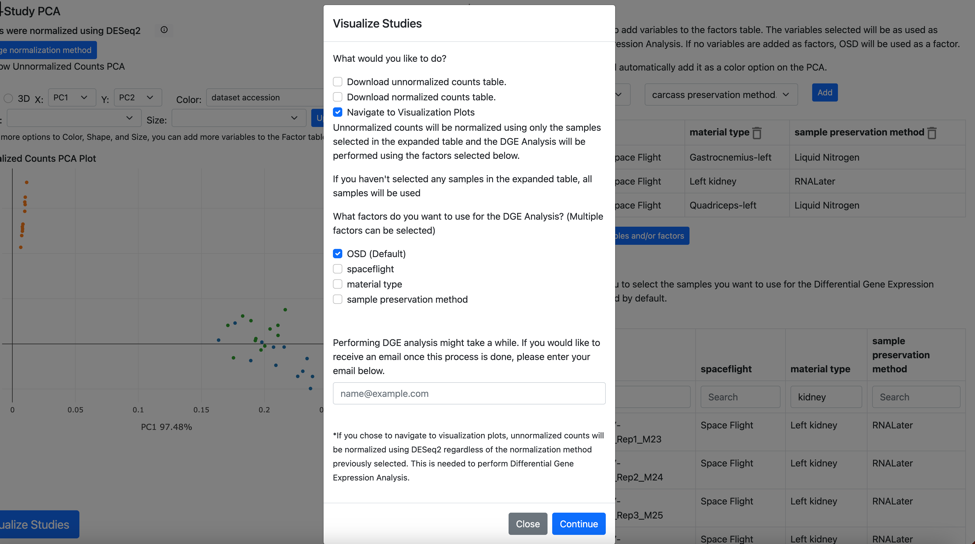 -Study PCA
s were normalized using DESeq2
ge normalization method
ow Unnormalized Counts PCA
3D X: PC1 Y: PC2 Color: dataset accession
Size:
more options to Color, Shape, and Size, you can add more variables to the Factor table
alized Counts PCA Plot
0 0.05 0.1 0.15 0.2
PC1 97.48%
ualize Studies
Visualize Studies
What would you like to do?
Download unnormalized counts table.
Download normalized counts table.
Navigate to Visualization Plots
Unnormalized counts will be normalized using only the samples
selected in the expanded table and the DGE Analysis will be
performed using the factors selected below.
If you haven't selected any samples in the expanded table, all
samples will be used
What factors do you want to use for the DGE Analysis? (Multiple
factors can be selected)
OSD (Default)
spaceflight
material type
sample preservation method
Performing DGE analysis might take a while. If you would like to
receive an email once this process is done, please enter your
email below.
name@example.com
*If you chose to navigate to visualization plots, unnormalized counts will
be normalized using DESeq2 regardless of the normalization method
previously selected. This is needed to perform Differential Gene
Expression Analysis.
Close Continue
o add variables to the factors table. The variables selected will be as used as
ression Analysis. If no variables are added as factors, OSD will be used as a factor.
l automatically add it as a color option on the PCA.
carcass preservation method Add
material type sample preservation method
pace Flight Gastrocnemius-left Liquid Nitrogen
pace Flight Left kidney RNALater
pace Flight Quadriceps-left Liquid Nitrogen
ples and/or factors
u to select the samples you want to use for the Differential Gene Expression
d by default.
spaceflight material type sample preservation method
Search kidney Search
_Rep1_M23 Space Flight Left kidney RNALater
_Rep2_M24 Space Flight Left kidney RNALater
_Rep3_M25 Space Flight Left kidney RNALater
Space Flight Left kidney RNALater